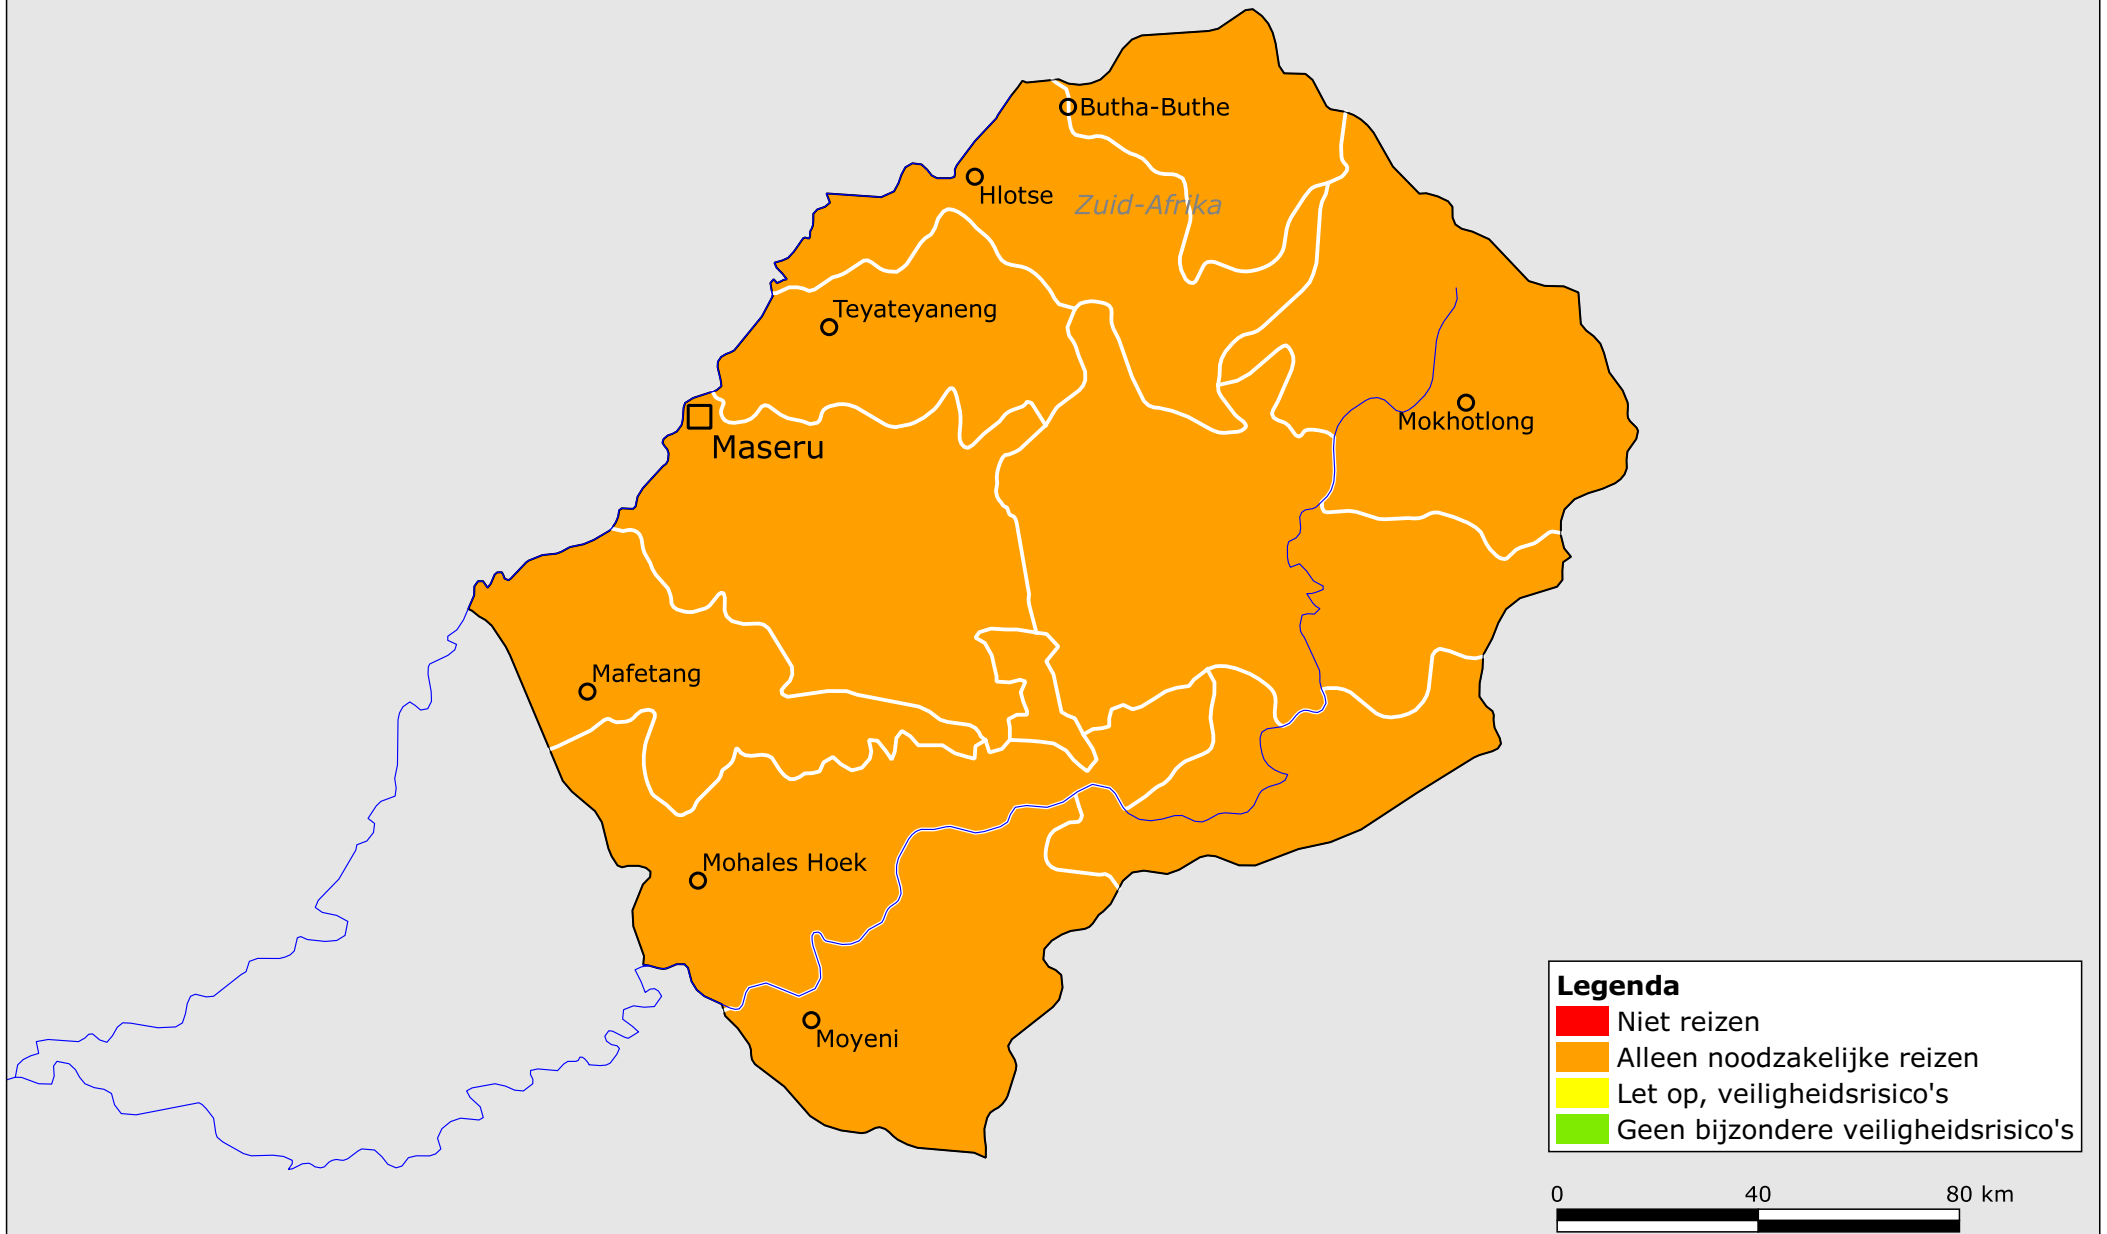 Butha-Buthe
Hlotse
Zuid-Afrika
Teyateyaneng
Mokhotlong
Maseru
Mafetang
Mohales Hoek
Moyeni
Legenda
Niet reizen
Alleen noodzakelijke reizen
Let op, veiligheidsrisico's
Geen bijzondere veiligheidsrisico's
0 40 80 km